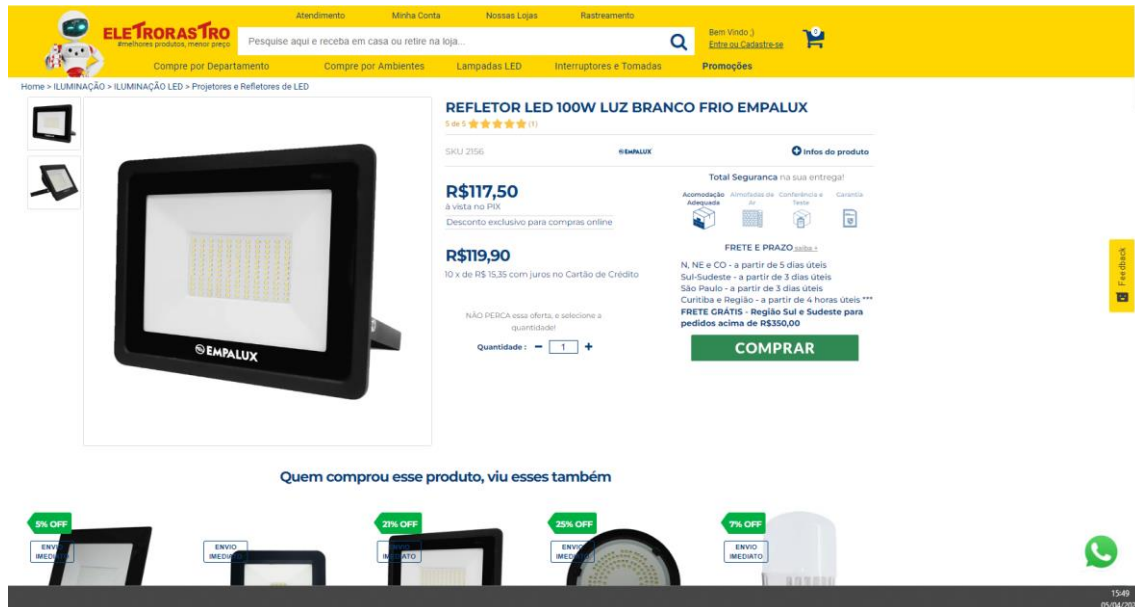 Atendimento Minha Conta Nossas Lojas Rastreamento
ELETRORASTRO
#melhores produtos, menor preço
Pesquise aqui e receba em casa ou retire na loja...
Bem Vindo ;)
Entre ou Cadastre-se
0
Compre por Departamento Compre por Ambientes Lampadas LED Interruptores e Tomadas Promoções
Home > ILUMINAÇÃO > ILUMINAÇÃO LED > Projetores e Refletores de LED
REFLETOR LED 100W LUZ BRANCO FRIO EMPALUX
5 de 5 (1)
SKU 2156 EMPALUX Infos do produto
R$117,50
à vista no PIX
Desconto exclusivo para compras online
R$119,90
10 x de R$ 15,35 com juros no Cartão de Crédito
NÃO PERCA essa oferta, e selecione a
quantidade!
Quantidade : − 1 +
Total Seguranca na sua entrega!
Acomodação Adequada
Almofadas de Ar
Conferência e Teste
Garantia
FRETE E PRAZO saiba +
N, NE e CO - a partir de 5 dias úteis
Sul-Sudeste - a partir de 3 dias úteis
São Paulo - a partir de 3 dias úteis
Curitiba e Região - a partir de 4 horas úteis ***
FRETE GRÁTIS - Região Sul e Sudeste para
pedidos acima de R$350,00
COMPRAR
EMPALUX
Feedback
Quem comprou esse produto, viu esses também
5% OFF 21% OFF 25% OFF 7% OFF
ENVIO IMEDIATO
ENVIO IMEDIATO
ENVIO IMEDIATO
ENVIO IMEDIATO
ENVIO IMEDIATO
15:49
05/04/202